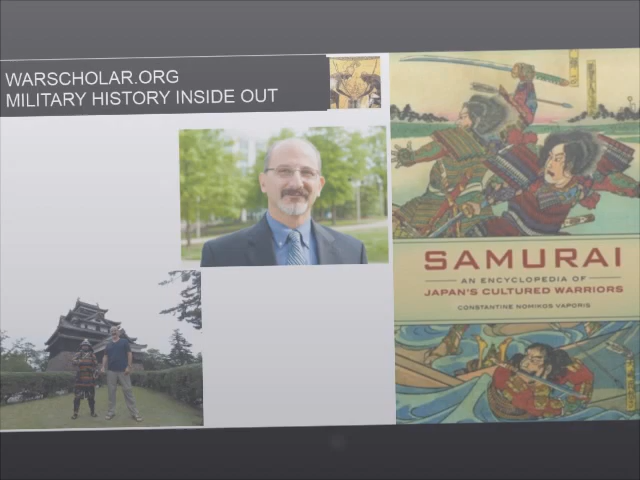 WARSCHOLAR.ORG
MILITARY HISTORY INSIDE OUT
SAMURAI
AN ENCYCLOPEDIA OF
JAPAN'S CULTURED WARRIORS
CONSTANTINE NOMIKOS VAPORIS